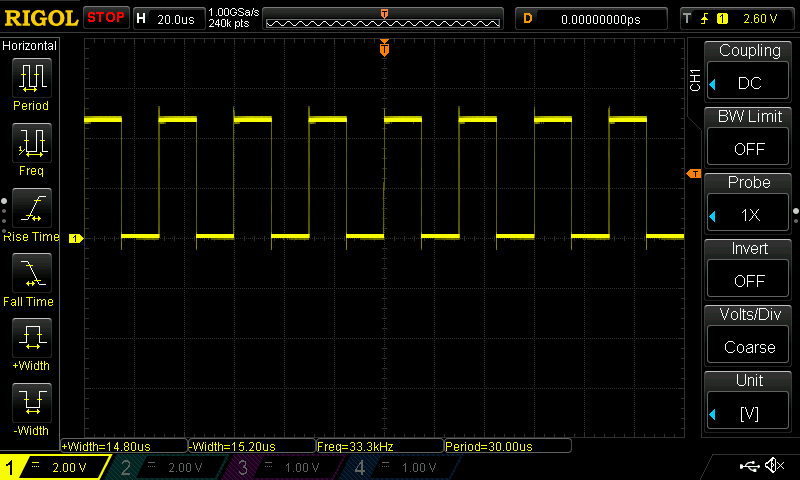 RIGOL STOP H 20.0us 1.00GSa/s 240k pts T D 0.00000000ps T 1 2.60 V
Horizontal
Period
Freq
Rise Time
Fall Time
+Width
-Width
T
T
1
CH1
Coupling
DC
BW Limit
OFF
Probe
1X
Invert
OFF
Volts/Div
Coarse
Unit
[V]
+Width=14.80us -Width=15.20us Freq=33.3kHz Period=30.00us
1 2.00 V 2 2.00 V 3 1.00 V 4 1.00 V